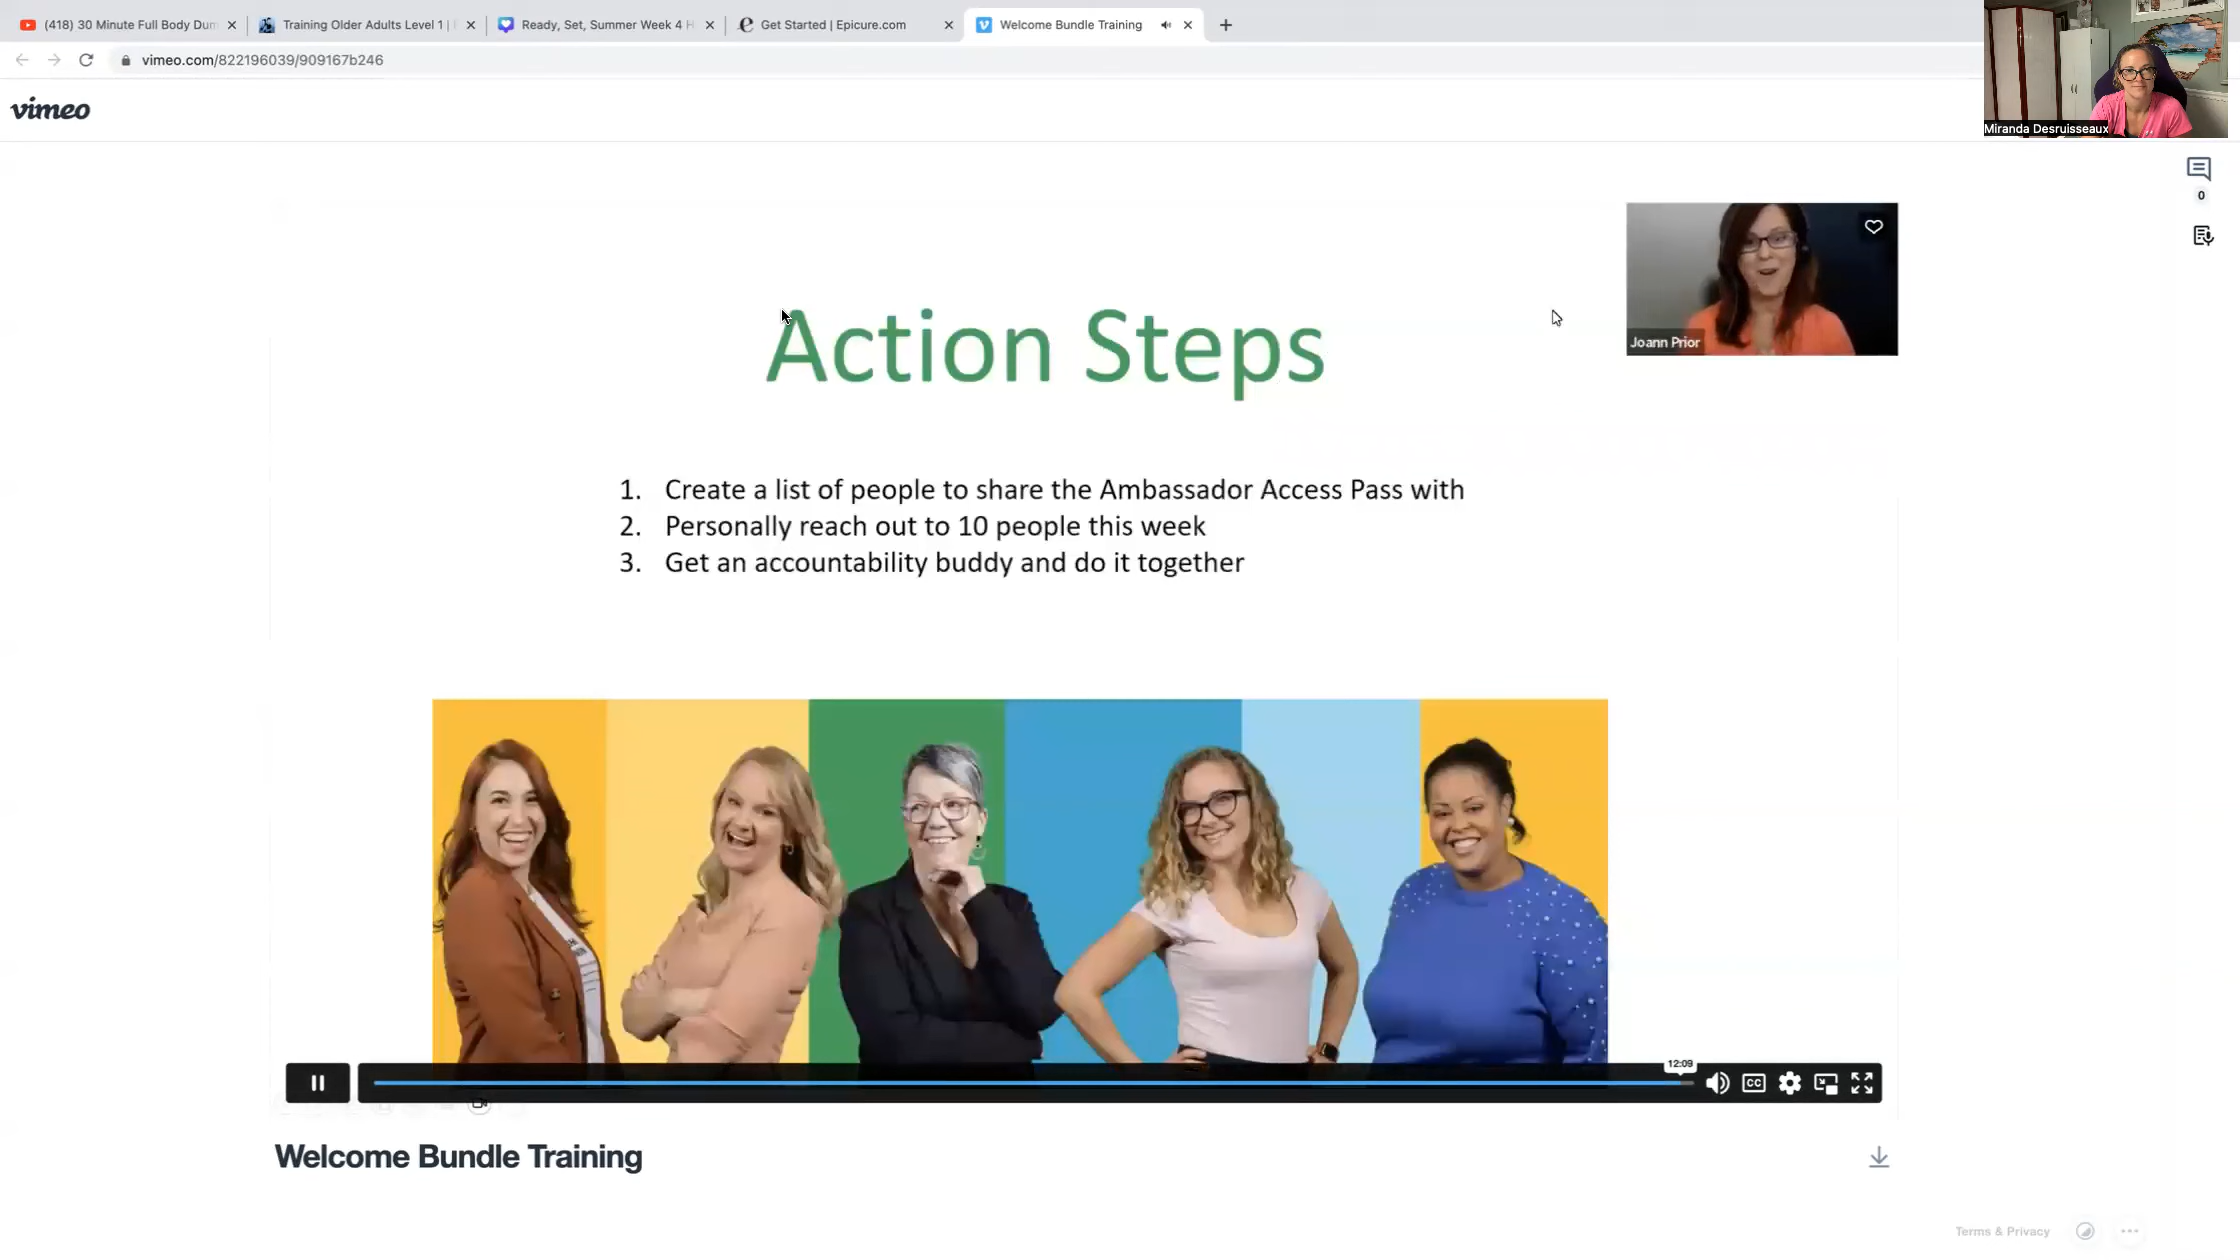 (418) 30 Minute Full Body Dum
Training Older Adults Level 1 |
Ready, Set, Summer Week 4 H
Get Started | Epicure.com
Welcome Bundle Training
vimeo.com/822196039/909167b246
vimeo
Miranda Desruisseaux
0
Joann Prior
Action Steps
1. Create a list of people to share the Ambassador Access Pass with
2. Personally reach out to 10 people this week
3. Get an accountability buddy and do it together
12:09
CC
Welcome Bundle Training
Terms & Privacy